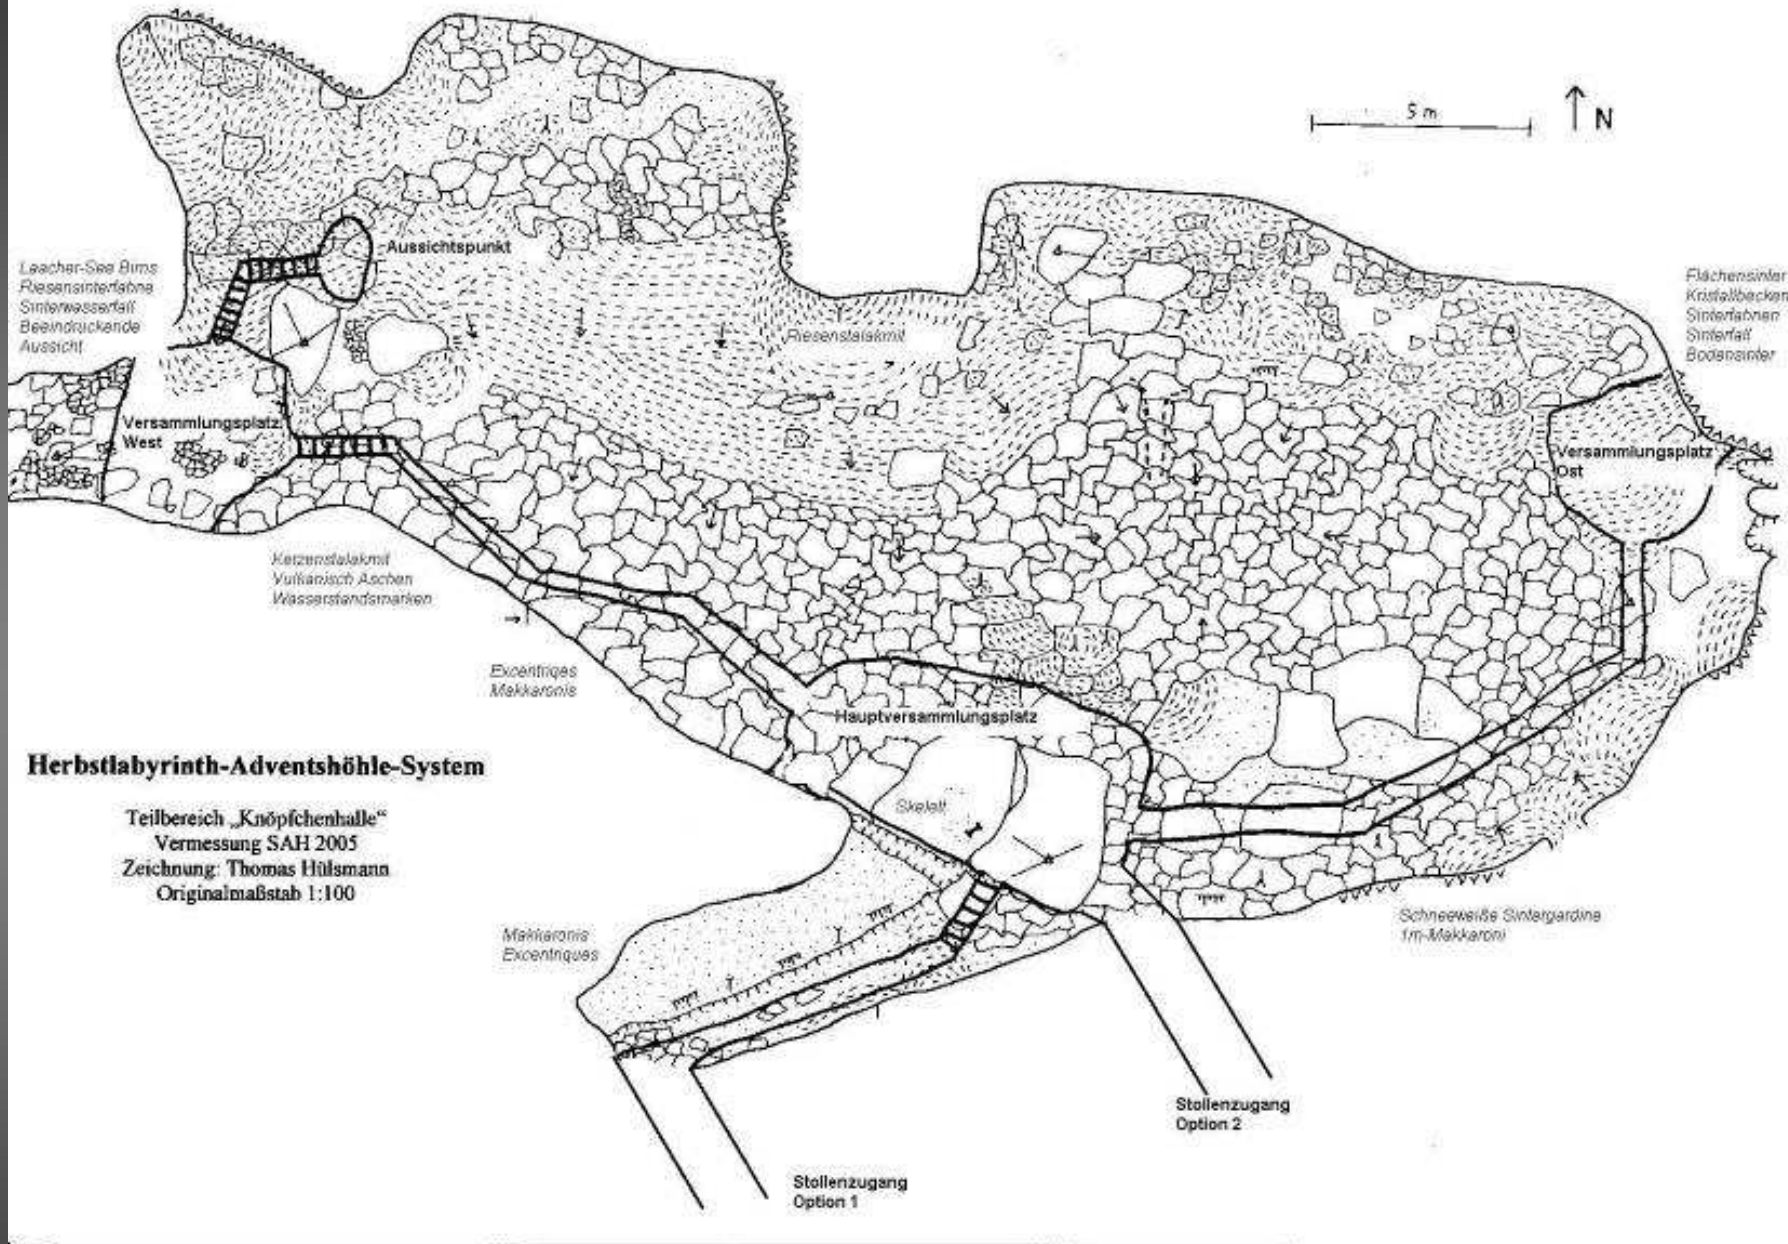 5 m
N
Aussichtspunkt
Laacher-See Bims
Riesensinterfahne
Sinterwasserfall
Beeindruckende
Aussicht
Riesenstalakmit
Flächensinter
Kristallbecken
Sinterfahnen
Sinterfall
Bodensinter
Versammlungsplatz
West
Versammlungsplatz
Ost
Kerzenstalakmit
Vulkanisch Aschen
Wasserstandsmarken
Excentriqes
Makkaronis
Hauptversammlungsplatz
Herbstlabyrinth-Adventshöhle-System
Teilbereich „Knöpfchenhalle“
Vermessung SAH 2005
Zeichnung: Thomas Hülsmann
Originalmaßstab 1:100
Skelett
Makkaronis
Excentriques
Schneeweiße Sintergardine
1m-Makkaroni
Stollenzugang
Option 2
Stollenzugang
Option 1